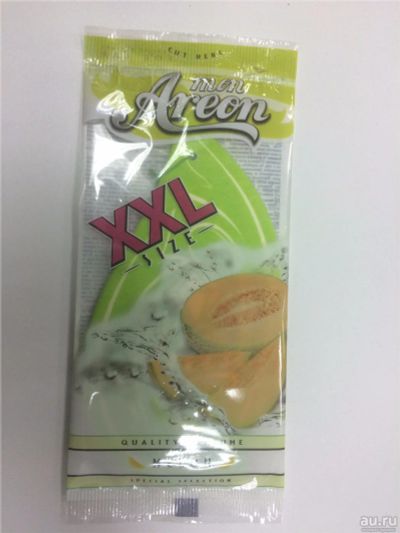 CUT HERE
mon
Areon
XXL
SIZE
QUALITY
SPECIAL SELECTION
au.ru